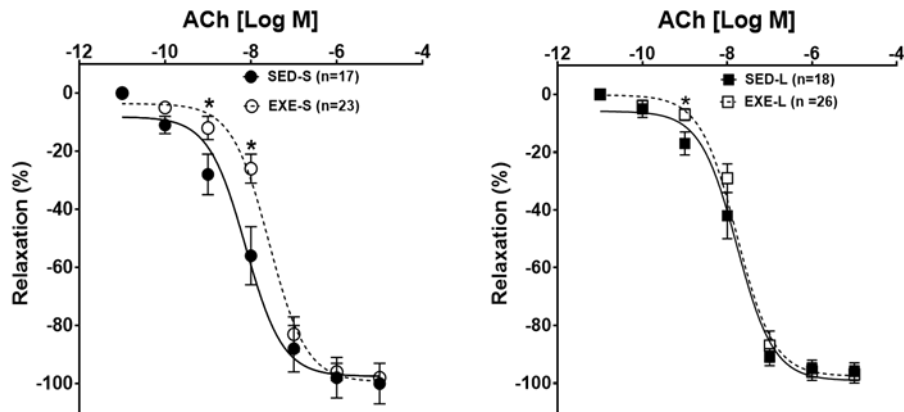 ACh [Log M]
-12 -10 -8 -6 -4
SED-S (n=17)
EXE-S (n=23)
*
*
0
-20
-40
-60
-80
-100
Relaxation (%)
ACh [Log M]
-12 -10 -8 -6 -4
SED-L (n=18)
EXE-L (n =26)
*
0
-20
-40
-60
-80
-100
Relaxation (%)